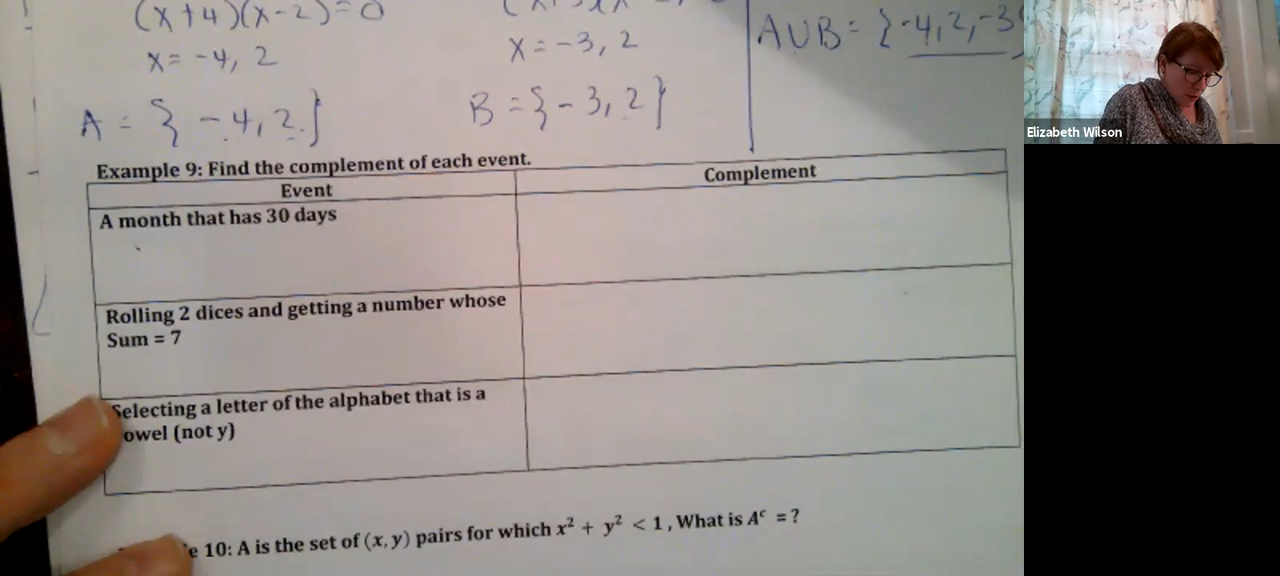 (x+4)(x-2)=0
x = -4, 2
x = -3, 2
A = { -4, 2 }
B = { -3, 2 }
A∪B = { -4, 2, -3
Elizabeth Wilson
Example 9: Find the complement of each event.
Event
Complement
A month that has 30 days
Rolling 2 dices and getting a number whose
Sum = 7
Selecting a letter of the alphabet that is a
owel (not y)
e 10: A is the set of (x, y) pairs for which x² + y² < 1, What is Aᶜ = ?